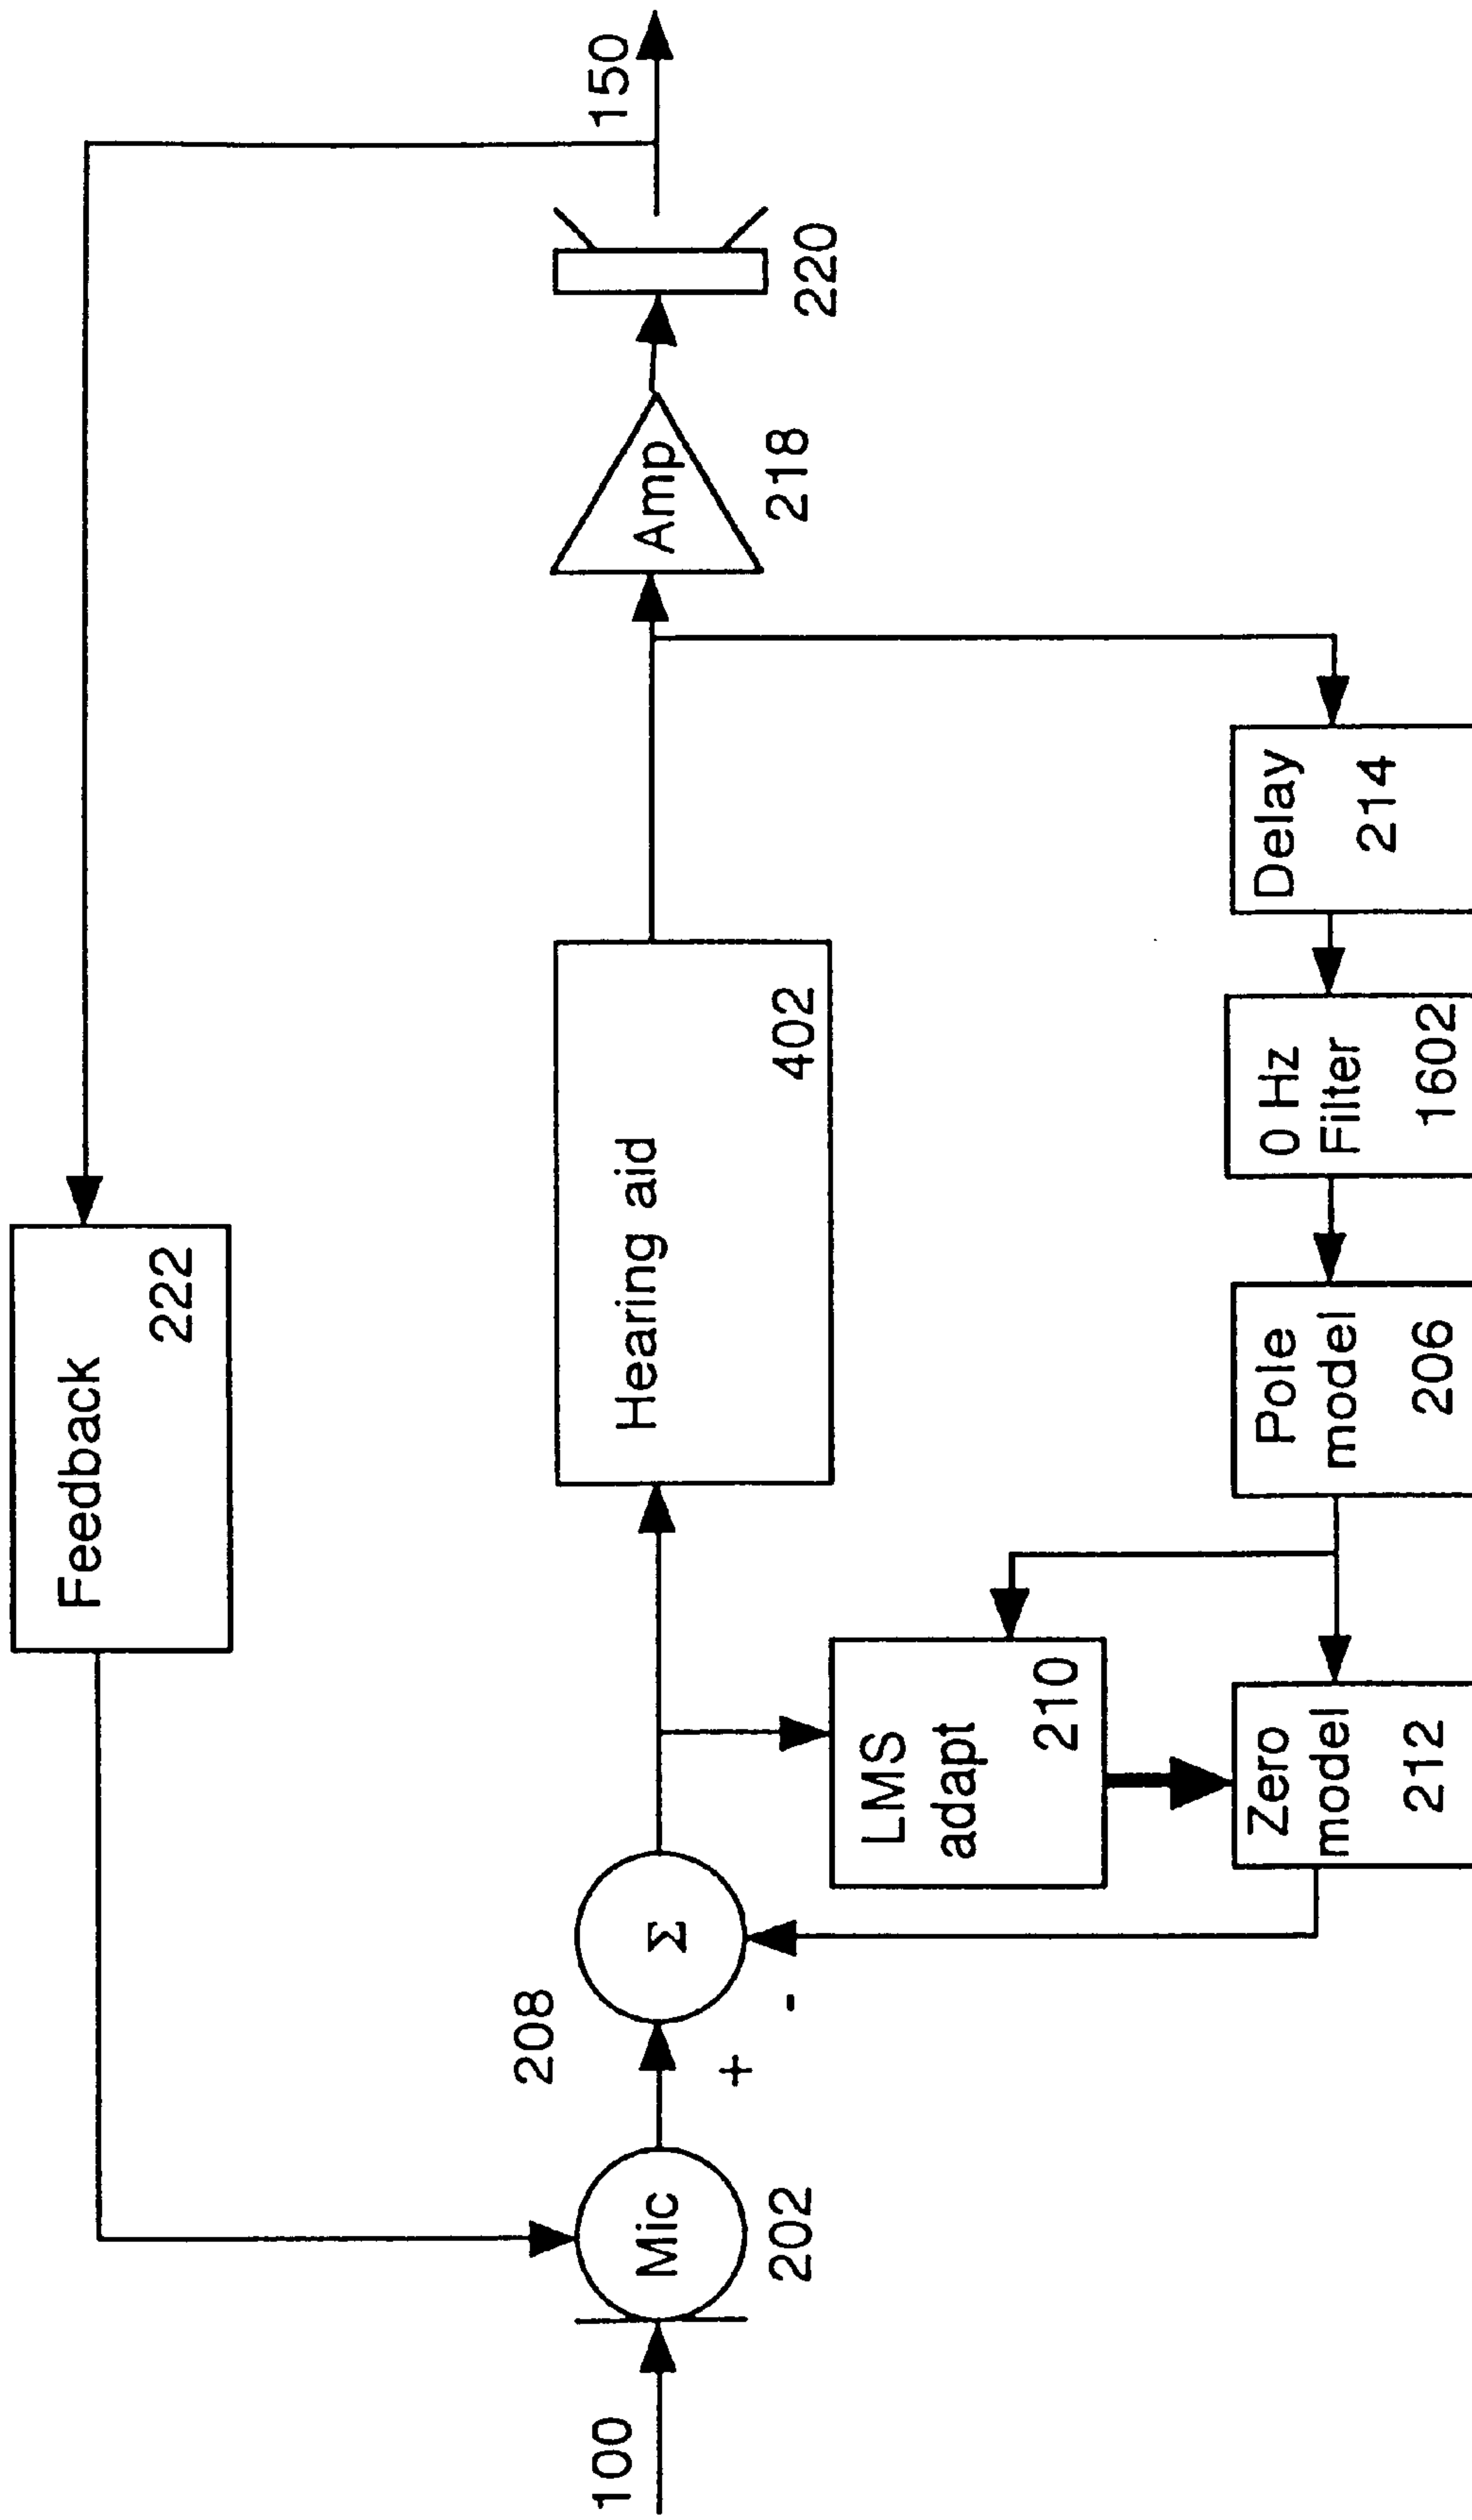 Feedback
222
100
Mic
202
208
Σ
+
-
Hearing aid
402
Amp
218
220
150
LMS
adapt
210
Zero
model
212
Pole
model
206
0 Hz
Filter
1602
Delay
214